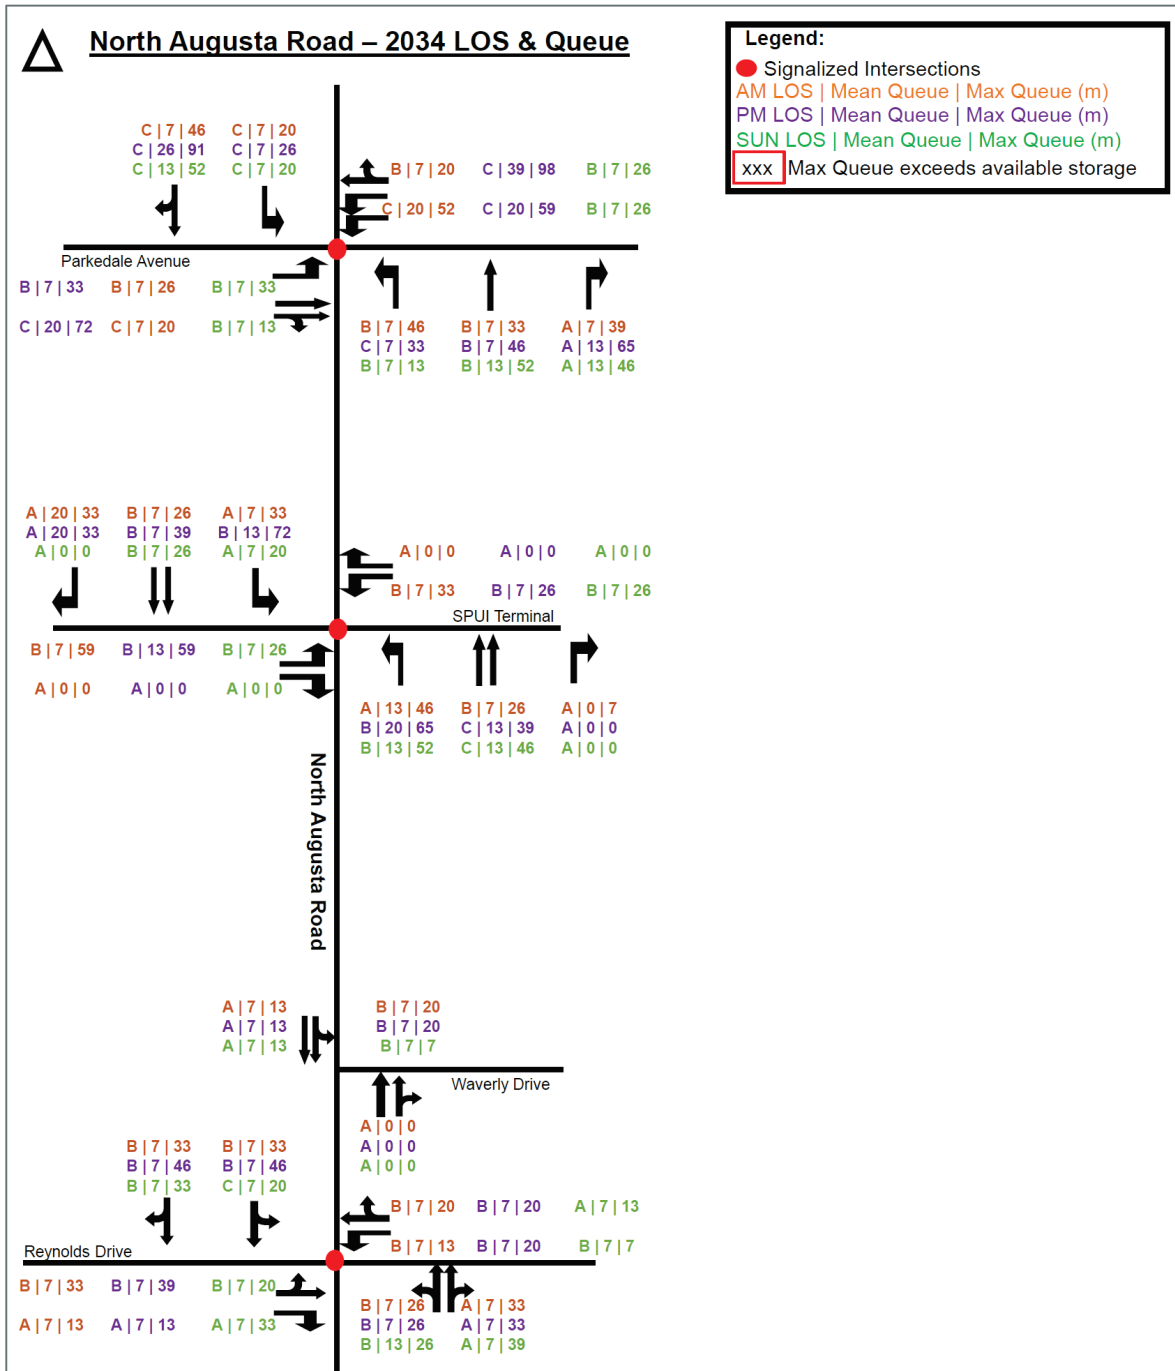 North Augusta Road – 2034 LOS & Queue
Legend:
Signalized Intersections
AM LOS | Mean Queue | Max Queue (m)
PM LOS | Mean Queue | Max Queue (m)
SUN LOS | Mean Queue | Max Queue (m)
xxx Max Queue exceeds available storage
C | 7 | 46 C | 7 | 20
C | 26 | 91 C | 7 | 26
C | 13 | 52 C | 7 | 20
B | 7 | 20 C | 39 | 98 B | 7 | 26
C | 20 | 52 C | 20 | 59 B | 7 | 26
Parkedale Avenue
B | 7 | 33 B | 7 | 26 B | 7 | 33
C | 20 | 72 C | 7 | 20 B | 7 | 13
B | 7 | 46 B | 7 | 33 A | 7 | 39
C | 7 | 33 B | 7 | 46 A | 13 | 65
B | 7 | 13 B | 13 | 52 A | 13 | 46
A | 20 | 33 B | 7 | 26 A | 7 | 33
A | 20 | 33 B | 7 | 39 B | 13 | 72
A | 0 | 0 B | 7 | 26 A | 7 | 20
A | 0 | 0 A | 0 | 0 A | 0 | 0
B | 7 | 33 B | 7 | 26 B | 7 | 26
SPUI Terminal
B | 7 | 59 B | 13 | 59 B | 7 | 26
A | 0 | 0 A | 0 | 0 A | 0 | 0
A | 13 | 46 B | 7 | 26 A | 0 | 7
B | 20 | 65 C | 13 | 39 A | 0 | 0
B | 13 | 52 C | 13 | 46 A | 0 | 0
North Augusta Road
A | 7 | 13
A | 7 | 13
A | 7 | 13
B | 7 | 20
B | 7 | 20
B | 7 | 7
Waverly Drive
A | 0 | 0
A | 0 | 0
A | 0 | 0
B | 7 | 33 B | 7 | 33
B | 7 | 46 B | 7 | 46
B | 7 | 33 C | 7 | 20
B | 7 | 20 B | 7 | 20 A | 7 | 13
B | 7 | 13 B | 7 | 20 B | 7 | 7
Reynolds Drive
B | 7 | 33 B | 7 | 39 B | 7 | 20
A | 7 | 13 A | 7 | 13 A | 7 | 33
B | 7 | 26 A | 7 | 33
B | 7 | 26 A | 7 | 33
B | 13 | 26 A | 7 | 39